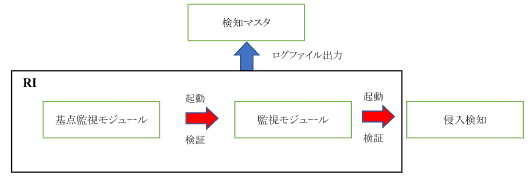 検知マスタ
ログファイル出力
RI
起動
起動
基点監視モジュール
監視モジュール
侵入検知
検証
検証